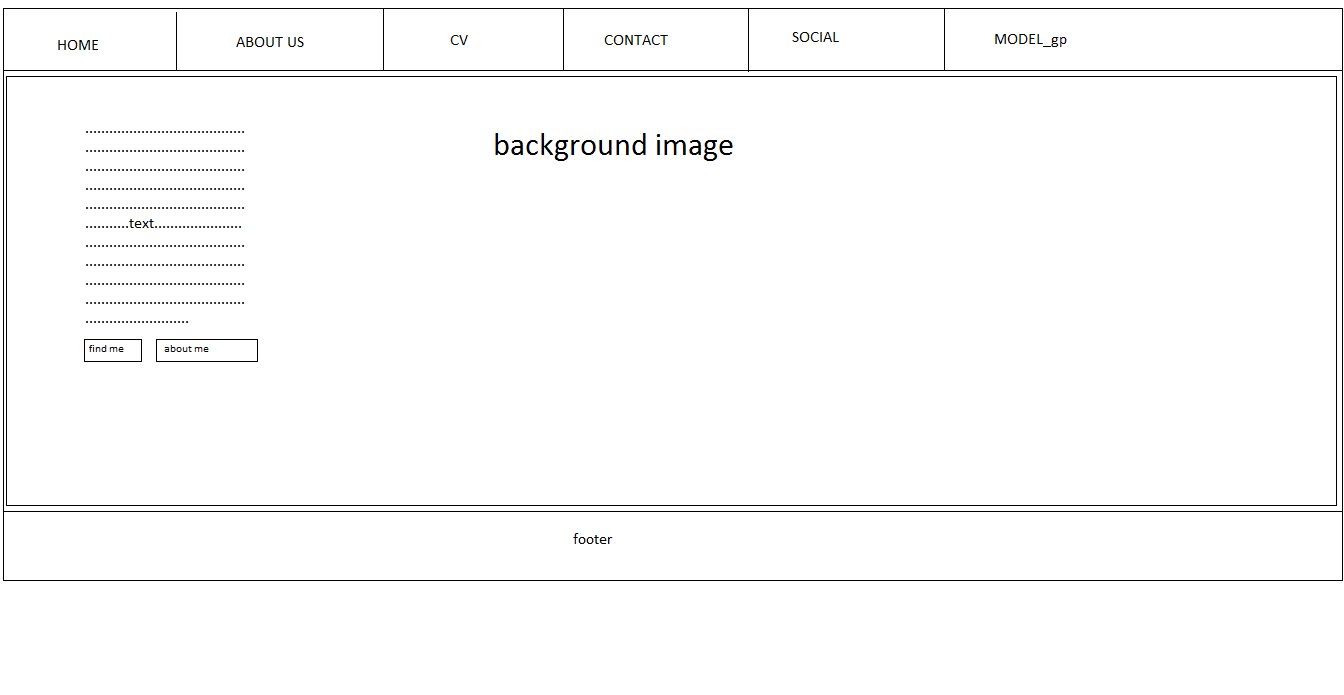 HOME ABOUT US CV CONTACT SOCIAL MODEL_gp
background image
........................................
........................................
........................................
........................................
........................................
...........text......................
........................................
........................................
........................................
........................................
..........................
find me about me
footer